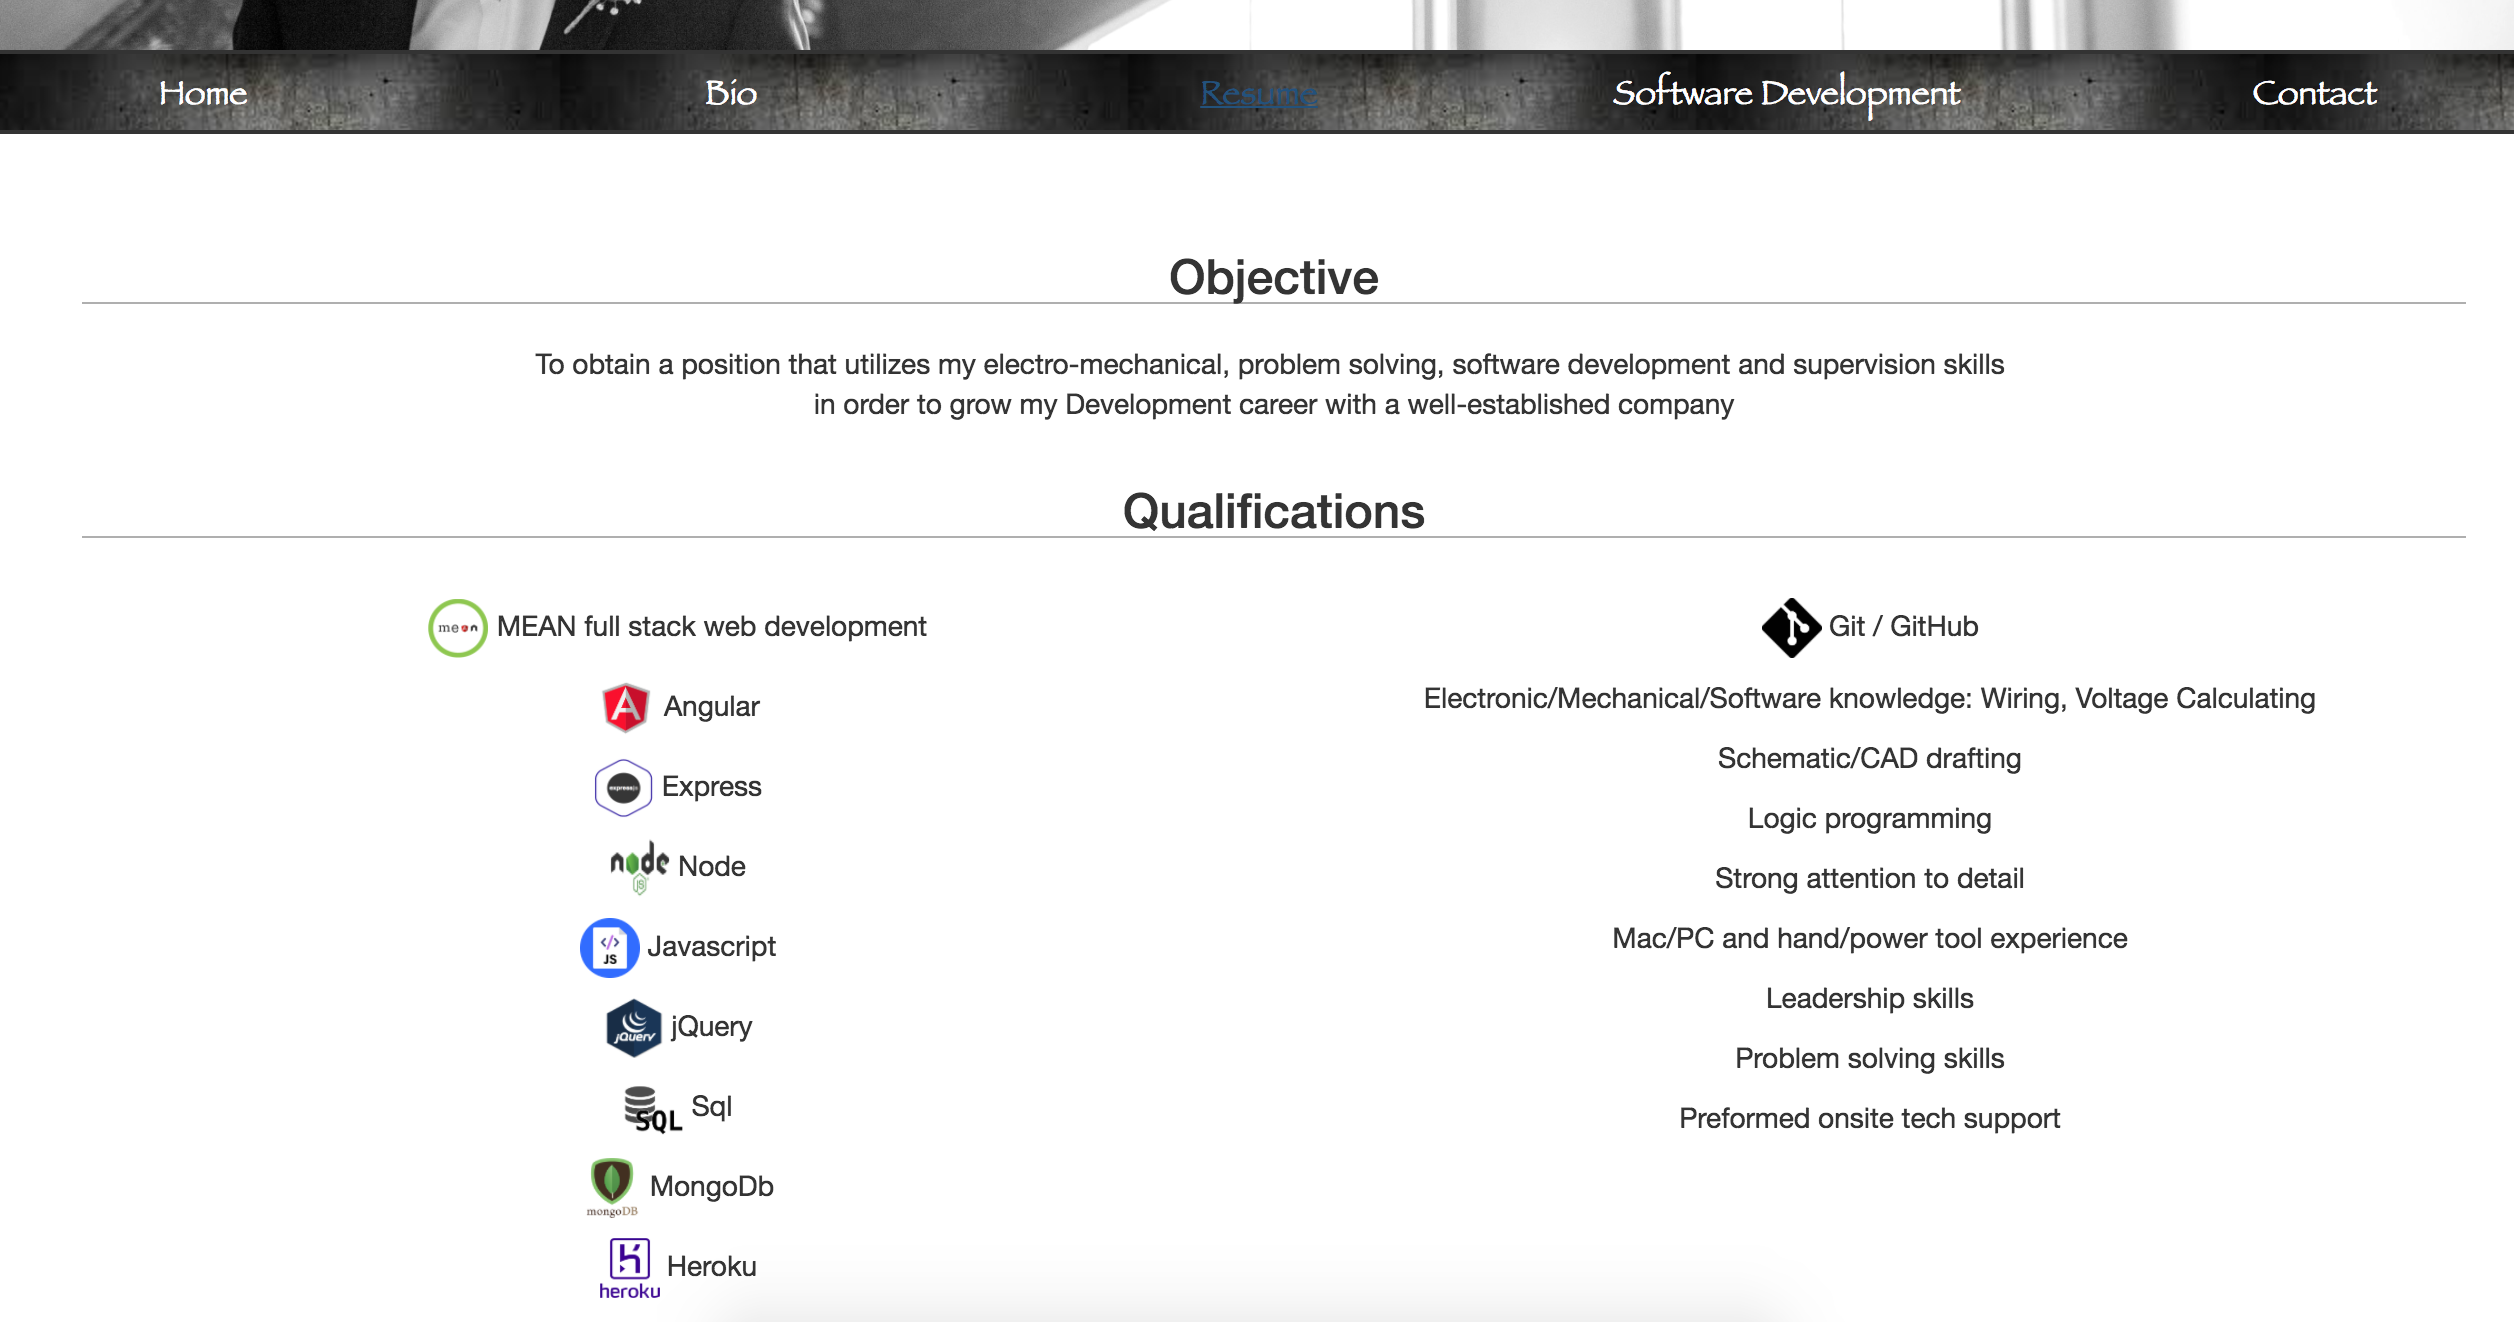 Home Bio Resume Software Development Contact
Objective
To obtain a position that utilizes my electro-mechanical, problem solving, software development and supervision skills
in order to grow my Development career with a well-established company
Qualifications
mean MEAN full stack web development
Angular
expressjs Express
node JS Node
</> JS Javascript
jQuery jQuery
SQL Sql
mongoDB MongoDb
heroku Heroku
Git / GitHub
Electronic/Mechanical/Software knowledge: Wiring, Voltage Calculating
Schematic/CAD drafting
Logic programming
Strong attention to detail
Mac/PC and hand/power tool experience
Leadership skills
Problem solving skills
Preformed onsite tech support